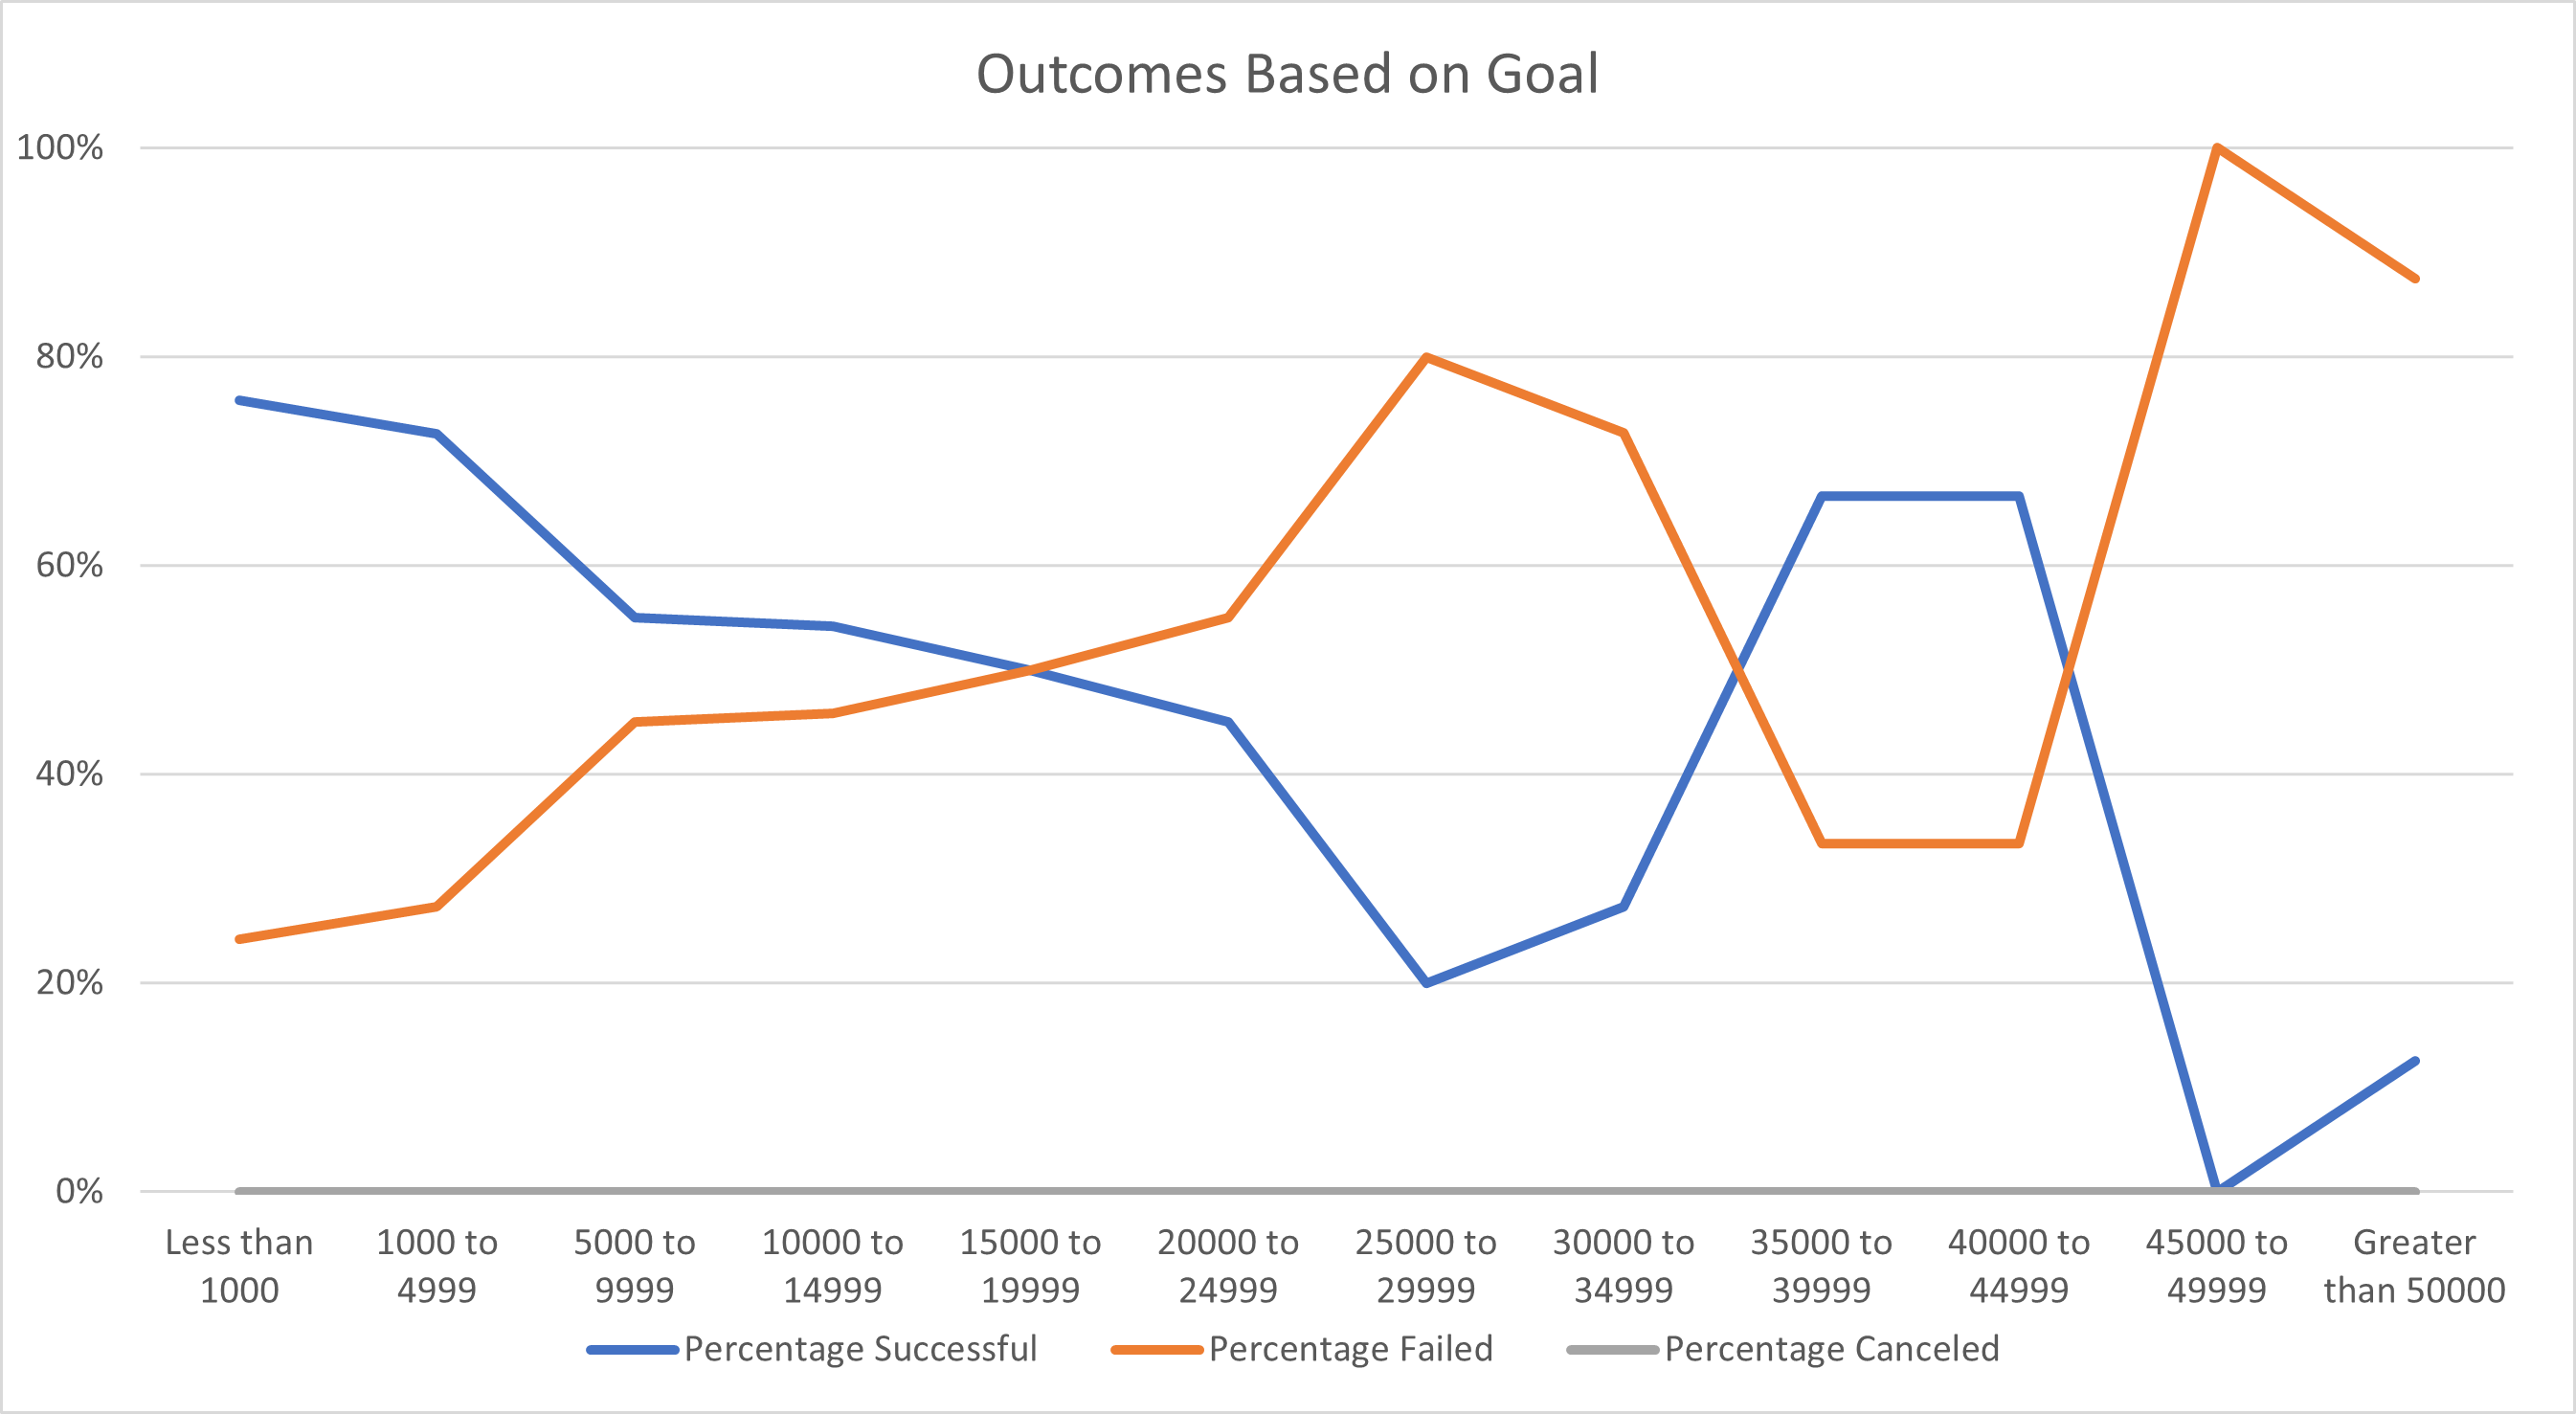 Outcomes Based on Goal
100%
80%
60%
40%
20%
0%
Less than 1000 to 5000 to 10000 to 15000 to 20000 to 25000 to 30000 to 35000 to 40000 to 45000 to Greater
1000 4999 9999 14999 19999 24999 29999 34999 39999 44999 49999 than 50000
Percentage Successful Percentage Failed Percentage Canceled